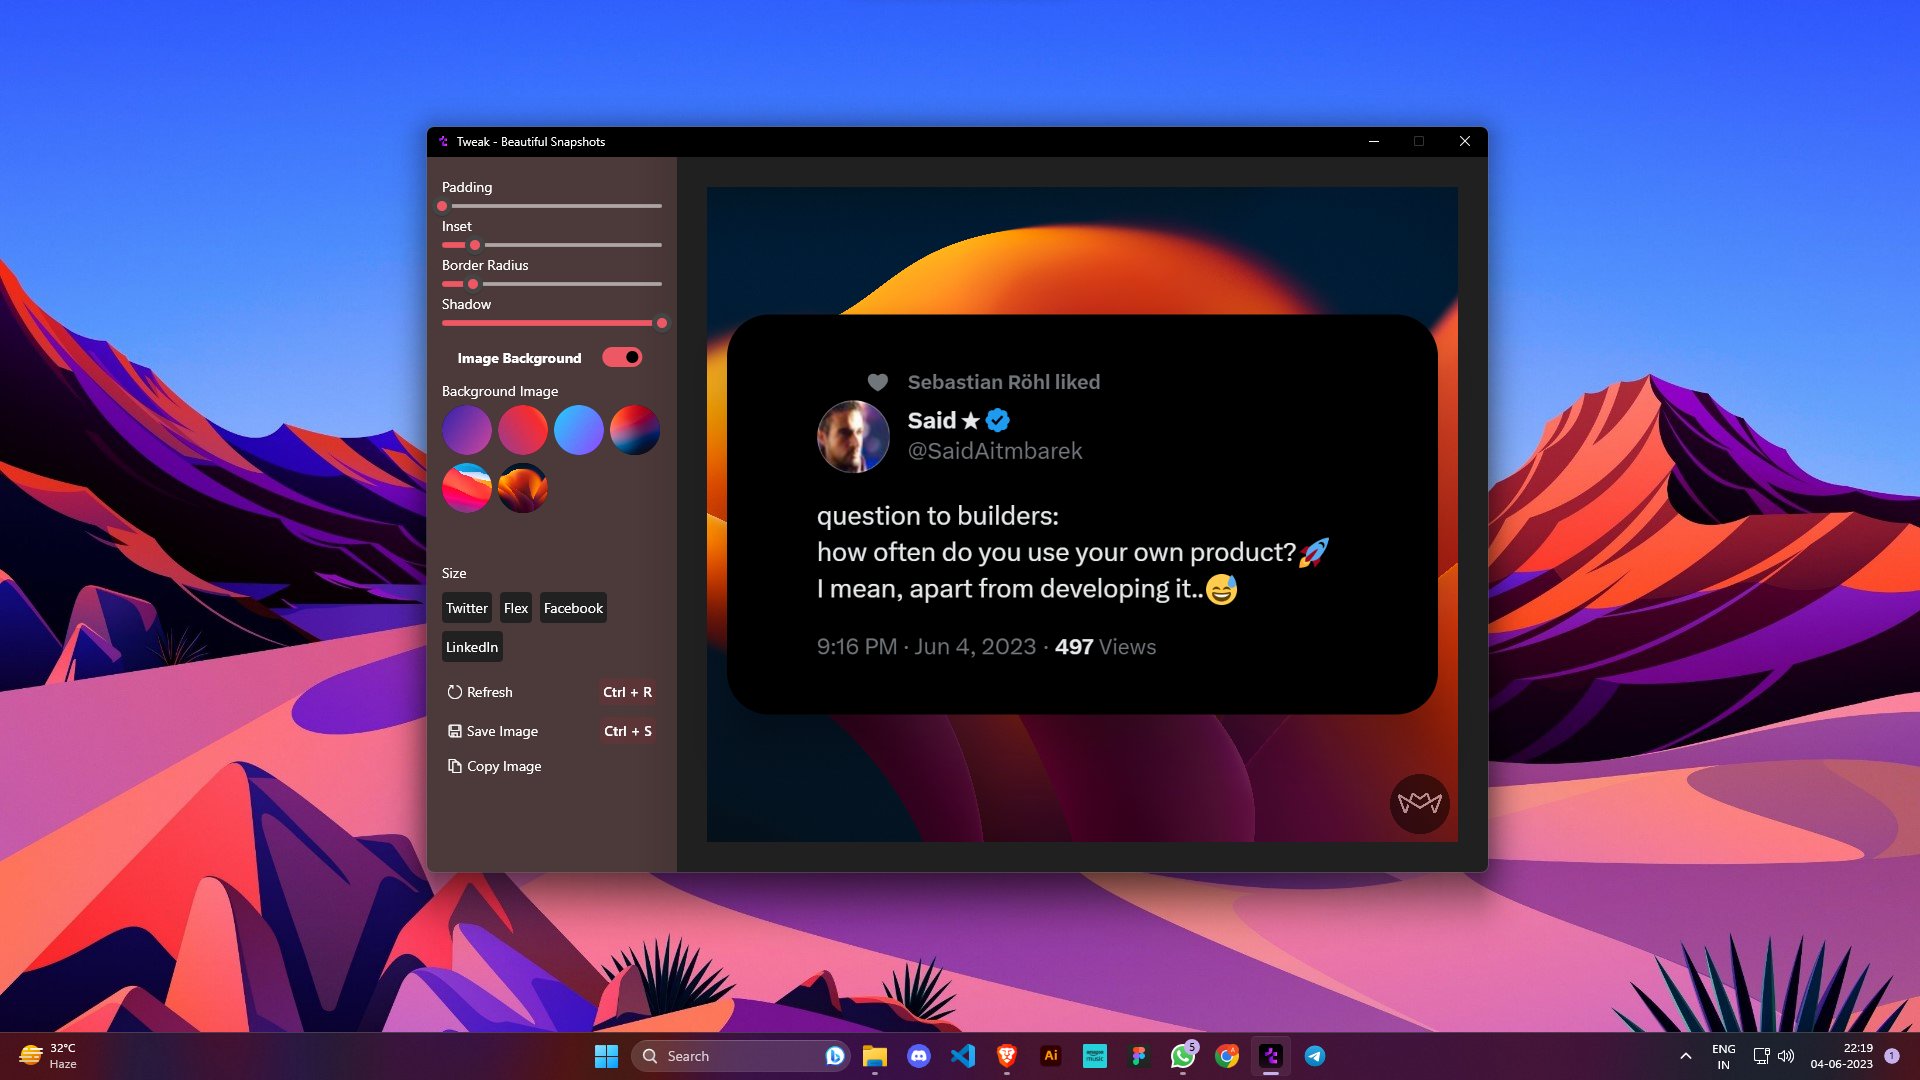 Tweak - Beautiful Snapshots
Padding
Inset
Border Radius
Shadow
Image Background
Background Image
Size
Twitter Flex Facebook
LinkedIn
Refresh Ctrl + R
Save Image Ctrl + S
Copy Image
Sebastian Röhl liked
Said ★
@SaidAitmbarek
question to builders:
how often do you use your own product?🚀
I mean, apart from developing it..😅
9:16 PM · Jun 4, 2023 · 497 Views
32°C
Haze
Search
Ai
amazon music
5
ENG
IN
22:19
04-06-2023
1